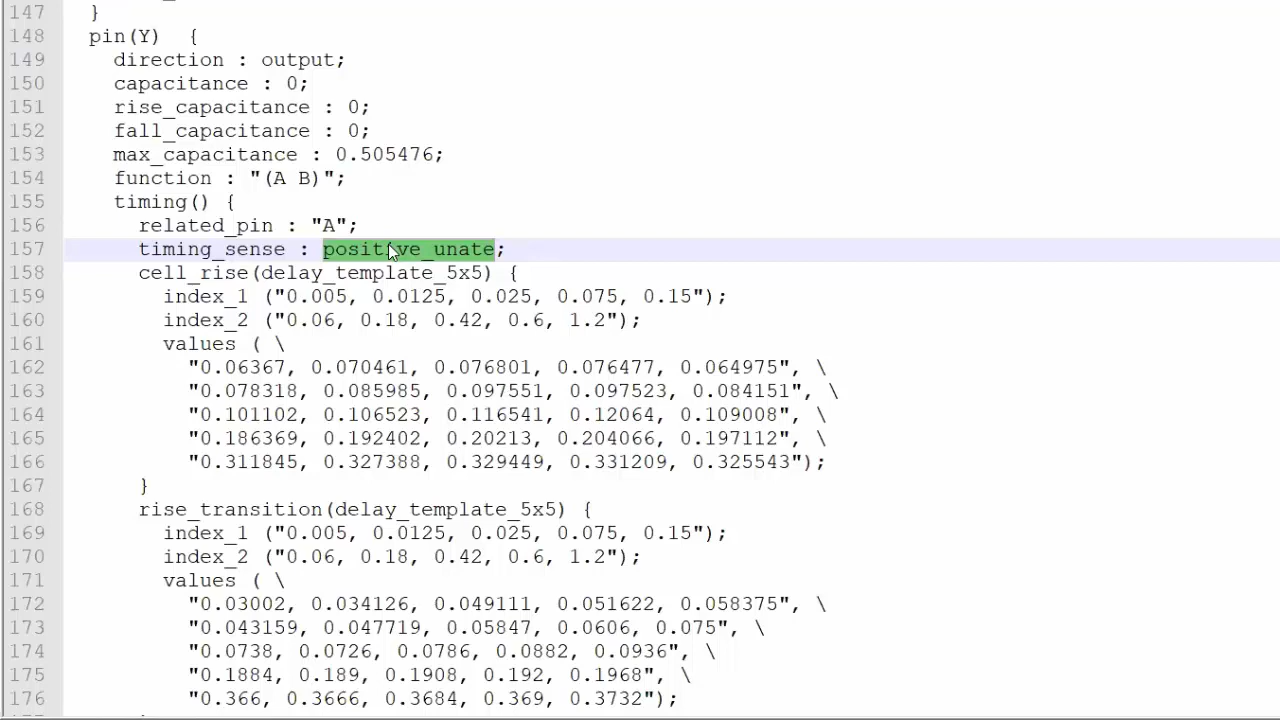 147 }
148 pin(Y) {
149 direction : output;
150 capacitance : 0;
151 rise_capacitance : 0;
152 fall_capacitance : 0;
153 max_capacitance : 0.505476;
154 function : "(A B)";
155 timing() {
156 related_pin : "A";
157 timing_sense : positive_unate;
158 cell_rise(delay_template_5x5) {
159 index_1 ("0.005, 0.0125, 0.025, 0.075, 0.15");
160 index_2 ("0.06, 0.18, 0.42, 0.6, 1.2");
161 values ( \
162 "0.06367, 0.070461, 0.076801, 0.076477, 0.064975", \
163 "0.078318, 0.085985, 0.097551, 0.097523, 0.084151", \
164 "0.101102, 0.106523, 0.116541, 0.12064, 0.109008", \
165 "0.186369, 0.192402, 0.20213, 0.204066, 0.197112", \
166 "0.311845, 0.327388, 0.329449, 0.331209, 0.325543");
167 }
168 rise_transition(delay_template_5x5) {
169 index_1 ("0.005, 0.0125, 0.025, 0.075, 0.15");
170 index_2 ("0.06, 0.18, 0.42, 0.6, 1.2");
171 values ( \
172 "0.03002, 0.034126, 0.049111, 0.051622, 0.058375", \
173 "0.043159, 0.047719, 0.05847, 0.0606, 0.075", \
174 "0.0738, 0.0726, 0.0786, 0.0882, 0.0936", \
175 "0.1884, 0.189, 0.1908, 0.192, 0.1968", \
176 "0.366, 0.3666, 0.3684, 0.369, 0.3732");